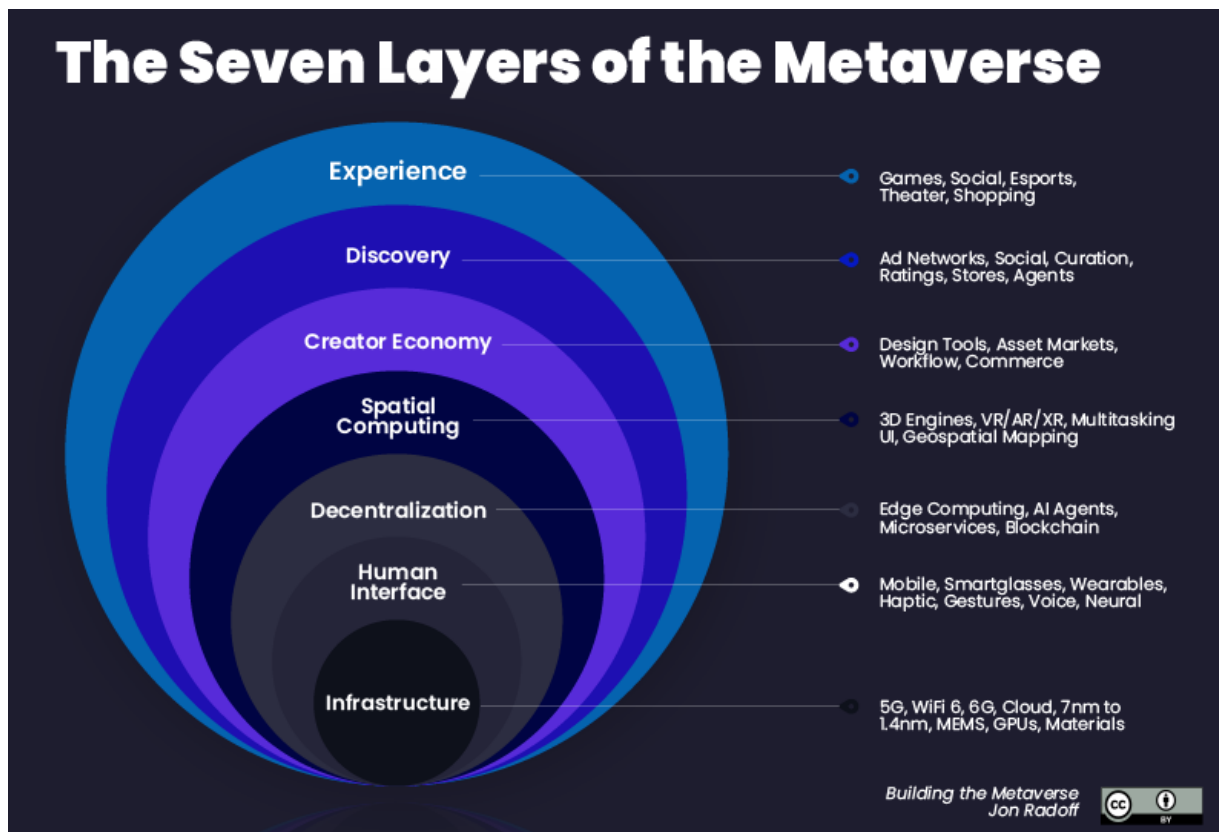 The Seven Layers of the Metaverse
Experience
Games, Social, Esports,
Theater, Shopping
Discovery
Ad Networks, Social, Curation,
Ratings, Stores, Agents
Creator Economy
Design Tools, Asset Markets,
Workflow, Commerce
Spatial
Computing
3D Engines, VR/AR/XR, Multitasking
UI, Geospatial Mapping
Decentralization
Edge Computing, AI Agents,
Microservices, Blockchain
Human
Interface
Mobile, Smartglasses, Wearables,
Haptic, Gestures, Voice, Neural
Infrastructure
5G, WiFi 6, 6G, Cloud, 7nm to
1.4nm, MEMS, GPUs, Materials
Building the Metaverse
Jon Radoff
cc
BY